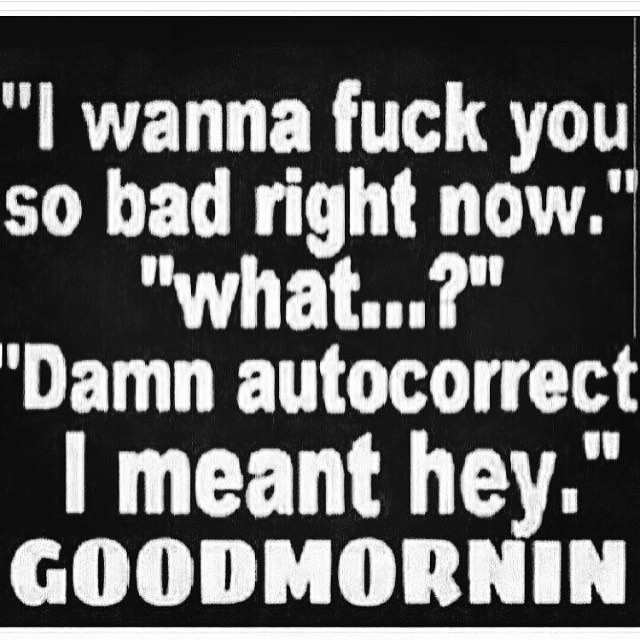 "I wanna fuck you
so bad right now."
"what...?"
"Damn autocorrect
I meant hey."
GOODMORNIN